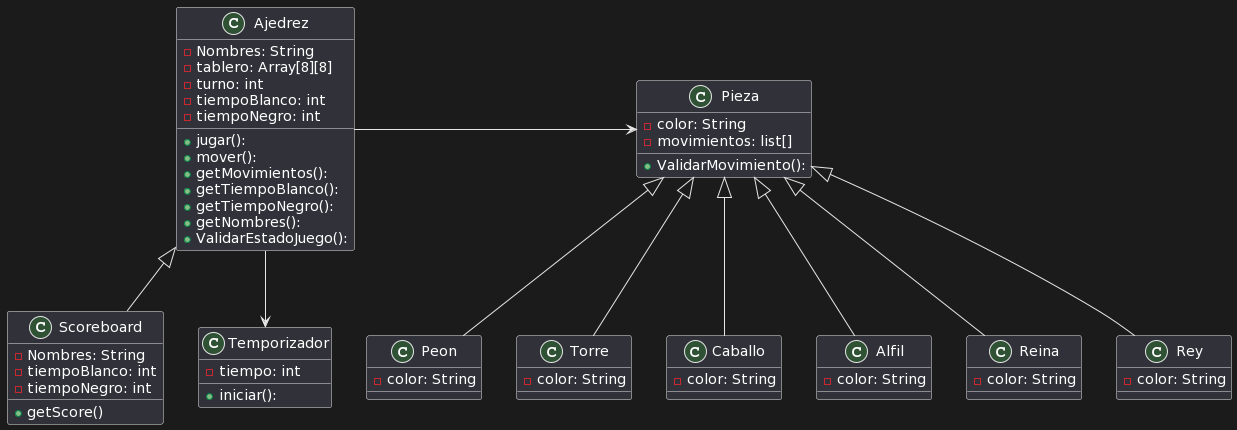 C Ajedrez
Nombres: String
tablero: Array[8][8]
turno: int
tiempoBlanco: int
tiempoNegro: int
jugar():
mover():
getMovimientos():
getTiempoBlanco():
getTiempoNegro():
getNombres():
ValidarEstadoJuego():
C Pieza
color: String
movimientos: list[]
ValidarMovimiento():
C Scoreboard
Nombres: String
tiempoBlanco: int
tiempoNegro: int
getScore()
C Temporizador
tiempo: int
iniciar():
C Peon
color: String
C Torre
color: String
C Caballo
color: String
C Alfil
color: String
C Reina
color: String
C Rey
color: String